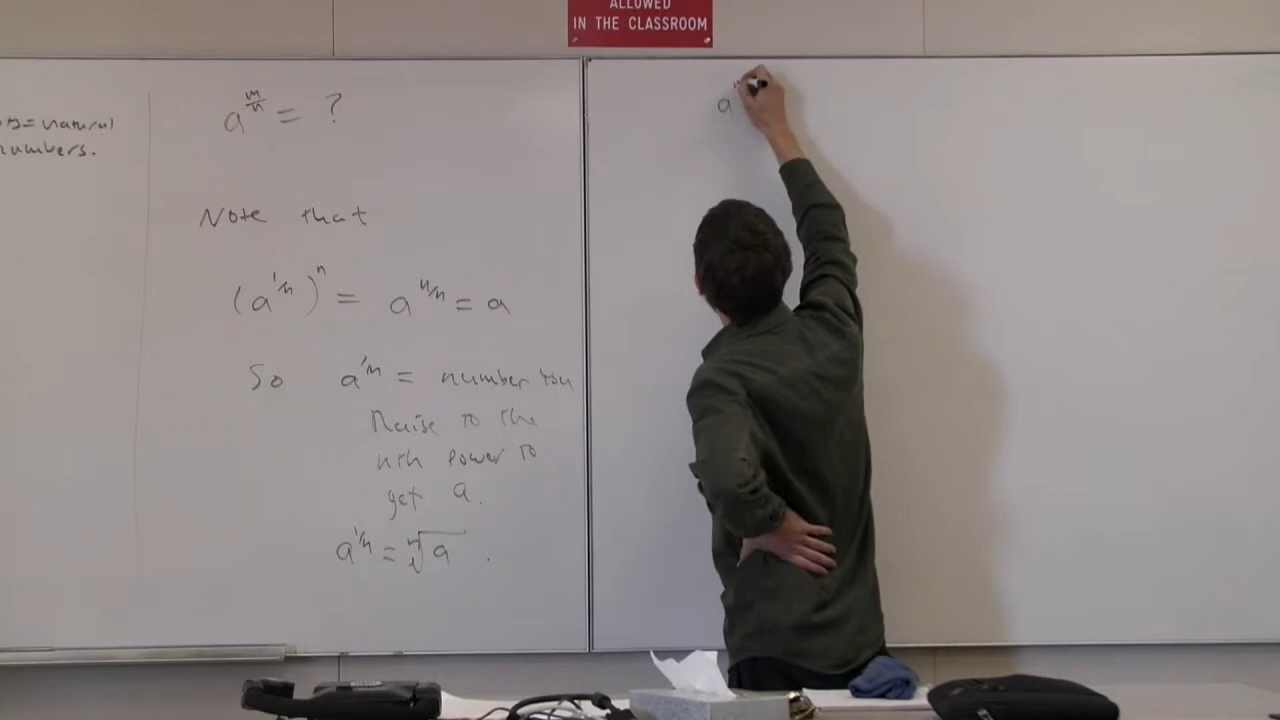 ALLOWED
IN THE CLASSROOM
= natural
numbers.
a^{m/n} = ?
Note that
(a^{1/n})^n = a^{n/n} = a
So a^{1/n} = number you
raise to the
nth power to
get a.
a^{1/n} = \sqrt[n]{a} .
a